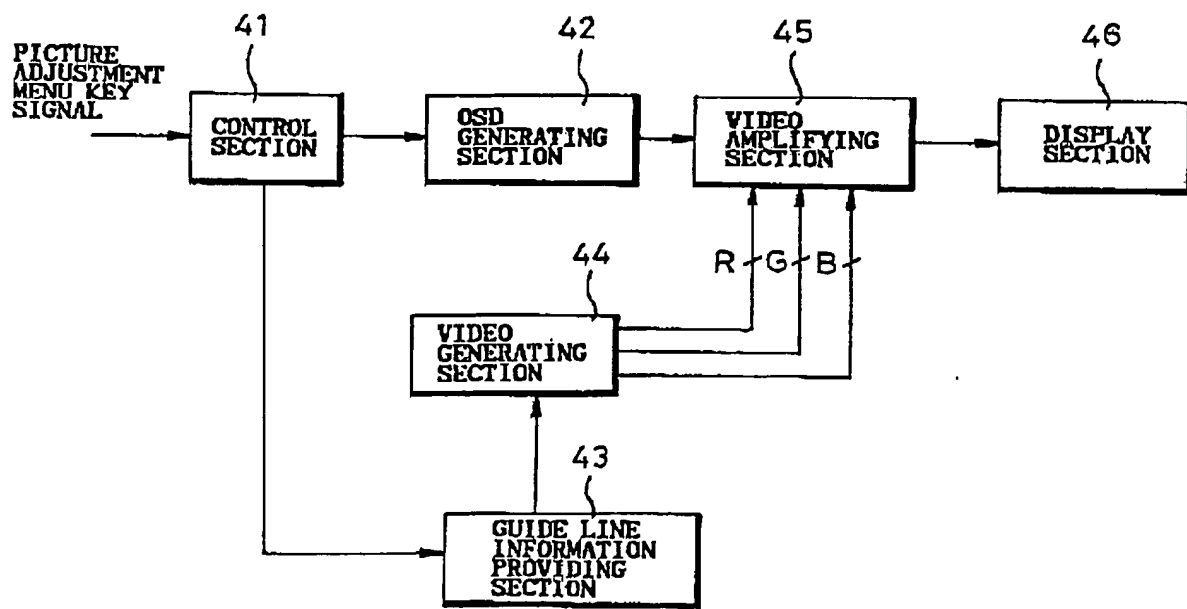 41
42
45
46
PICTURE
ADJUSTMENT
MENU KEY
SIGNAL
CONTROL
SECTION
OSD
GENERATING
SECTION
VIDEO
AMPLIFYING
SECTION
DISPLAY
SECTION
R G B
44
VIDEO
GENERATING
SECTION
43
GUIDE LINE
INFORMATION
PROVIDING
SECTION